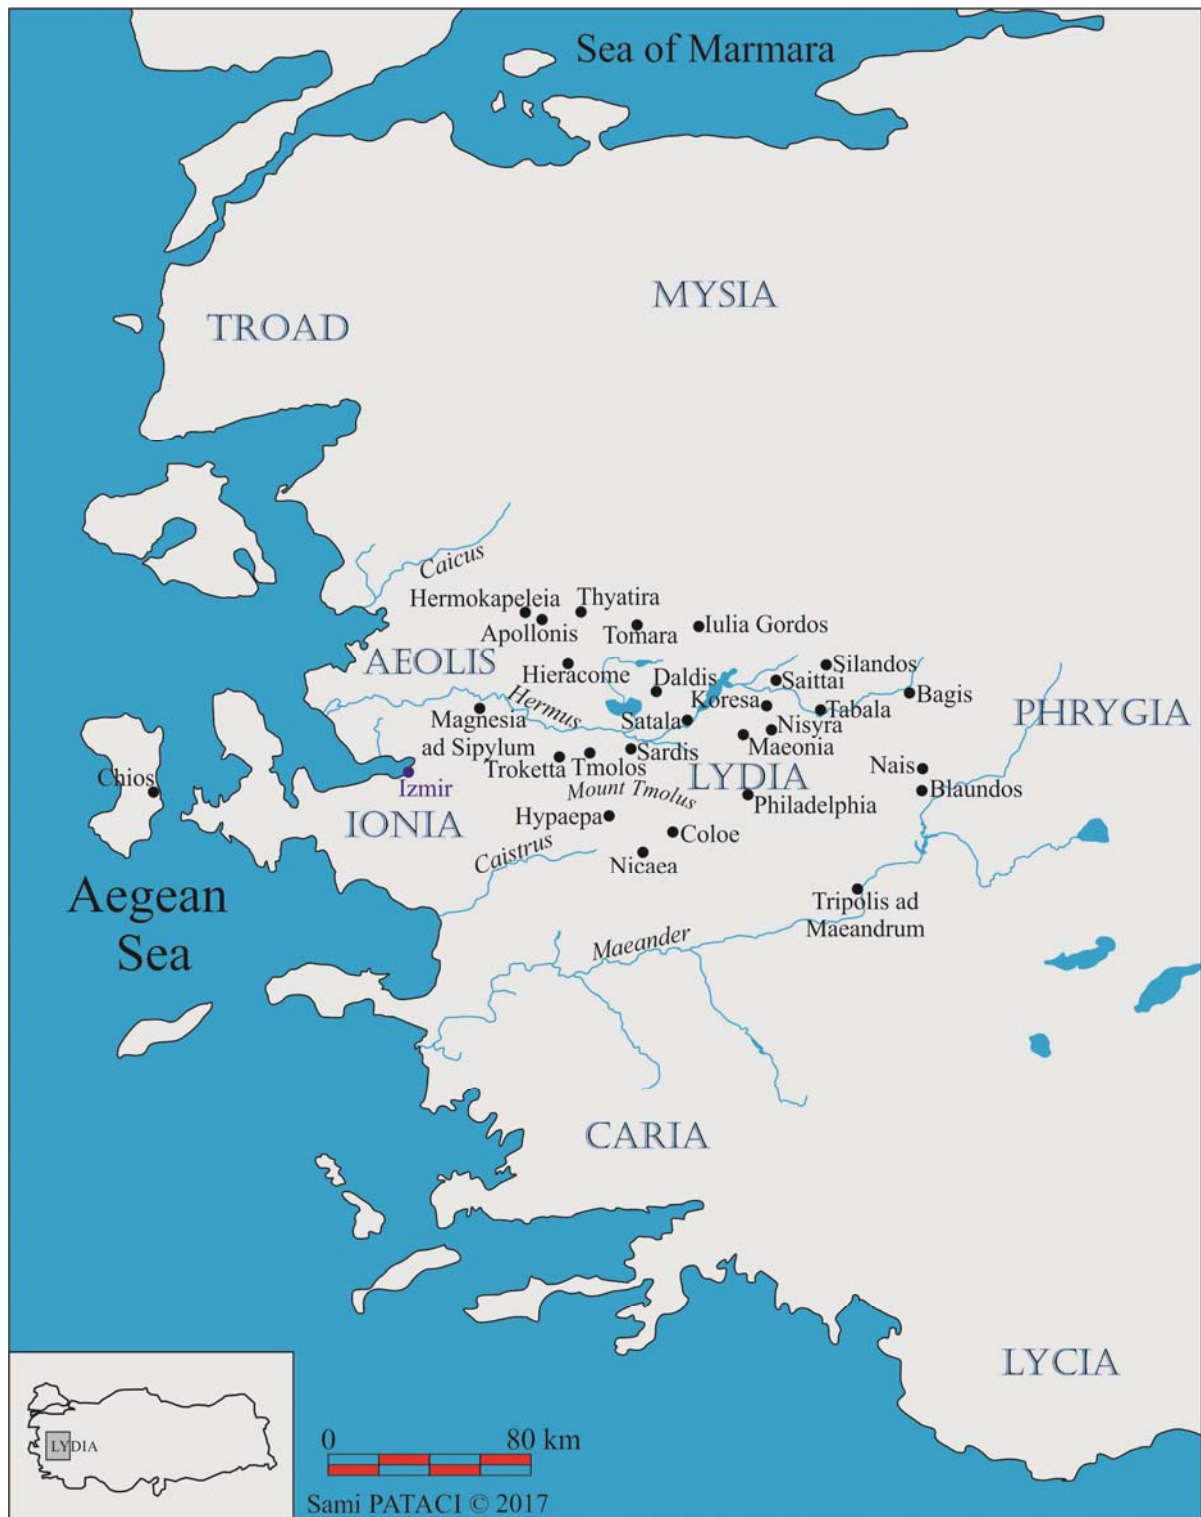 Sea of Marmara
MYSIA
TROAD
Caicus
Hermokapeleia
Thyatira
Apollonis
Tomara
Iulia Gordos
AEOLIS
Hieracome
Daldis
Silandos
Saittai
Bagis
Hermus
Koresa
Tabala
PHRYGIA
Magnesia
ad Sipylum
Satala
Nisyra
Maeonia
Troketta
Tmolos
Sardis
LYDIA
Nais
Chios
Izmir
Mount Tmolus
Philadelphia
Blaundos
IONIA
Hypaepa
Coloe
Caistrus
Nicaea
Aegean
Sea
Tripolis ad
Maeandrum
Maeander
CARIA
LYCIA
LYDIA
0 80 km
Sami PATACI © 2017